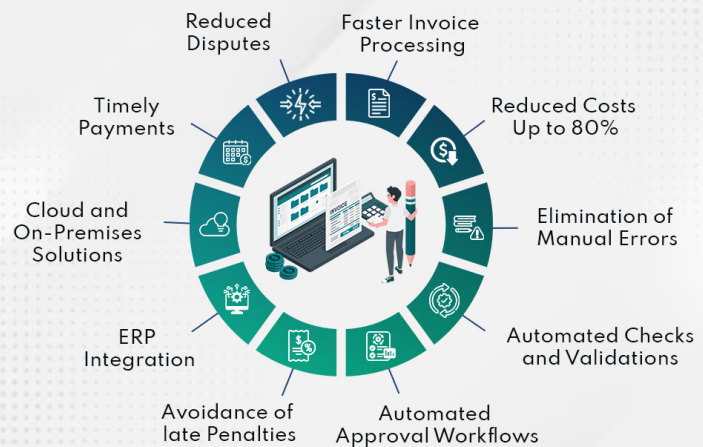 Reduced
Disputes
Faster Invoice
Processing
Timely
Payments
Reduced Costs
Up to 80%
Cloud and
On-Premises
Solutions
INVOICE
Elimination of
Manual Errors
ERP
Integration
Automated Checks
and Validations
Avoidance of
late Penalties
Automated
Approval Workflows